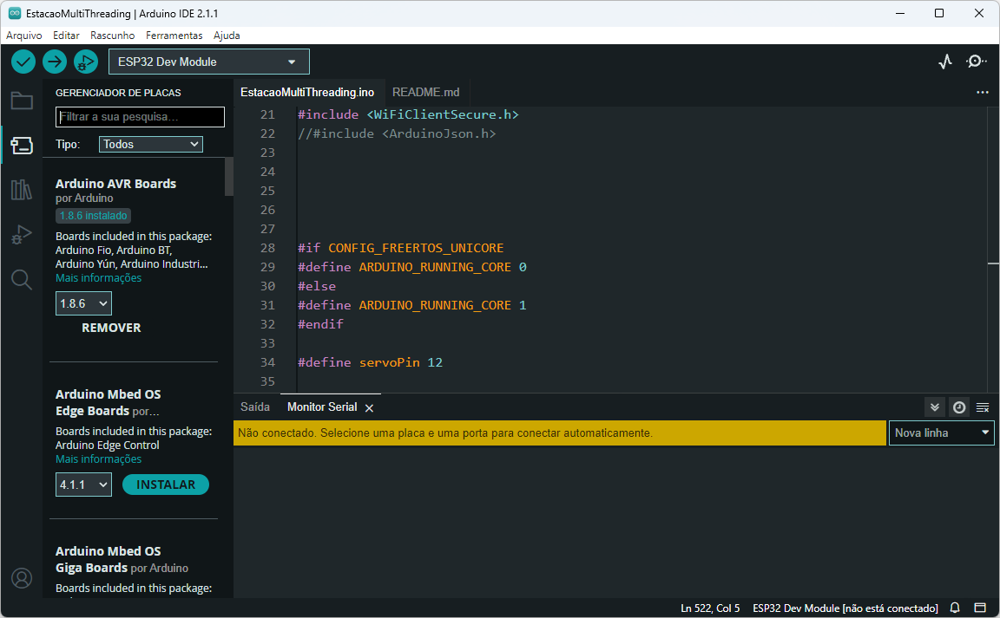 EstacaoMultiThreading | Arduino IDE 2.1.1
Arquivo Editar Rascunho Ferramentas Ajuda
ESP32 Dev Module
GERENCIADOR DE PLACAS
Filtrar a sua pesquisa...
Tipo: Todos
Arduino AVR Boards
por Arduino
1.8.6 instalado
Boards included in this package:
Arduino Fio, Arduino BT,
Arduino Yún, Arduino Industri...
Mais informações
1.8.6
REMOVER
Arduino Mbed OS
Edge Boards por...
Boards included in this package:
Arduino Edge Control
Mais informações
4.1.1 INSTALAR
Arduino Mbed OS
Giga Boards por Arduino
Boards included in this package:
EstacaoMultiThreading.ino README.md
21 #include <WiFiClientSecure.h>
22 //#include <ArduinoJson.h>
23
24
25
26
27
28 #if CONFIG_FREERTOS_UNICORE
29 #define ARDUINO_RUNNING_CORE 0
30 #else
31 #define ARDUINO_RUNNING_CORE 1
32 #endif
33
34 #define servoPin 12
35
Saída Monitor Serial
Não conectado. Selecione uma placa e uma porta para conectar automaticamente.
Nova linha
Ln 522, Col 5 ESP32 Dev Module [não está conectado]